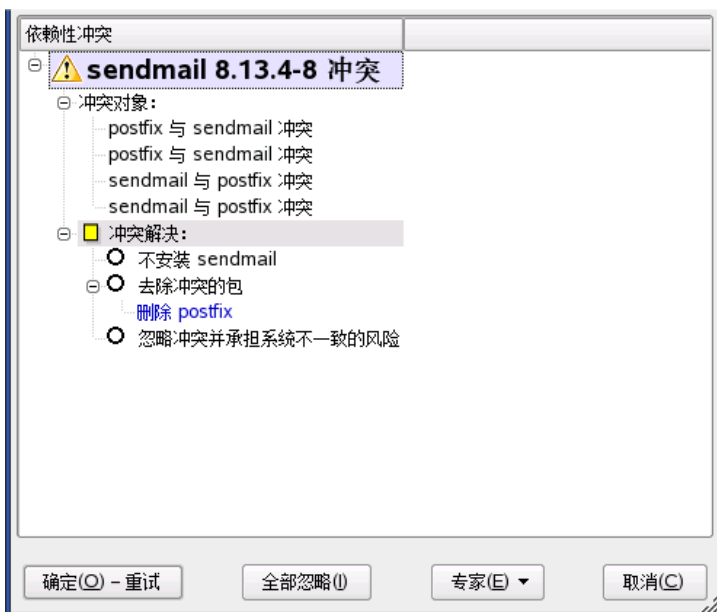 依赖性冲突
sendmail 8.13.4-8 冲突
冲突对象：
postfix 与 sendmail 冲突
postfix 与 sendmail 冲突
sendmail 与 postfix 冲突
sendmail 与 postfix 冲突
冲突解决：
不安装 sendmail
去除冲突的包
删除 postfix
忽略冲突并承担系统不一致的风险
确定(O) – 重试 全部忽略(I) 专家(E) 取消(C)